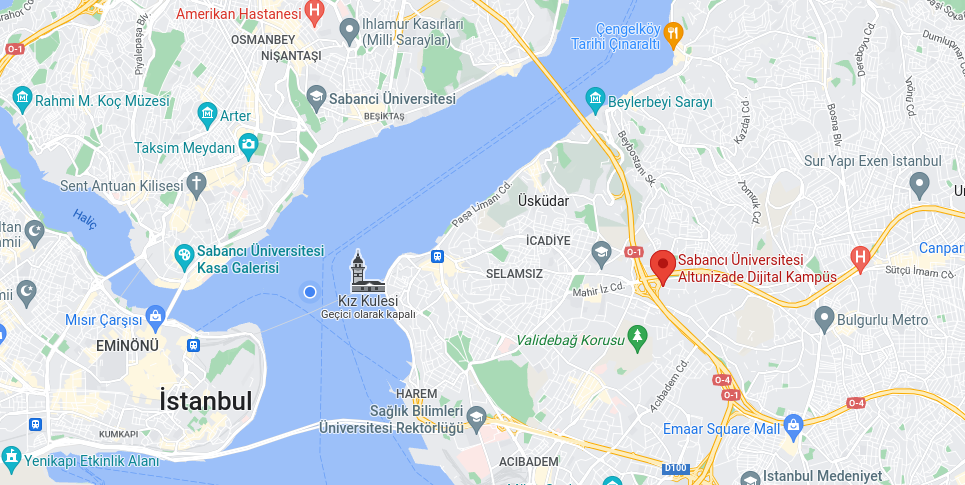 Amerikan Hastanesi
Ihlamur Kasırları
(Milli Saraylar)
Çengelköy
Tarihi Çınaraltı
OSMANBEY
NİŞANTAŞI
Piyalepaşa Blv
O-1
Dereboyu Cd.
Dumlupınar
Rahmi M. Koç Müzesi
Arter
Sabancı Üniversitesi
BEŞİKTAŞ
Beylerbeyi Sarayı
Kazdal Cd
Bosna Blv
Taksim Meydanı
Beybostanı Sk.
Sur Yapı Exen İstanbul
Sent Antuan Kilisesi
Paşa Limanı Cd.
Üsküdar
Haliç
İCADİYE
O-1
Sabancı Üniversitesi
Kasa Galerisi
Sabancı Üniversitesi
Altunizade Dijital Kampüs
Canpark
SELAMSIZ
Sütçü İmam Cd.
Mahir İz Cd.
Kız Kulesi
Geçici olarak kapalı
Mısır Çarşısı
Bulgurlu Metro
EMİNÖNÜ
Validebağ Korusu
Acıbadem Cd.
O-4
O-1
İstanbul
HAREM
O-4
Sağlık Bilimleri
Üniversitesi Rektörlüğü
Emaar Square Mall
KUMKAPI
Yenikapı Etkinlik Alanı
ACIBADEM
D100
Istanbul Medeniyet